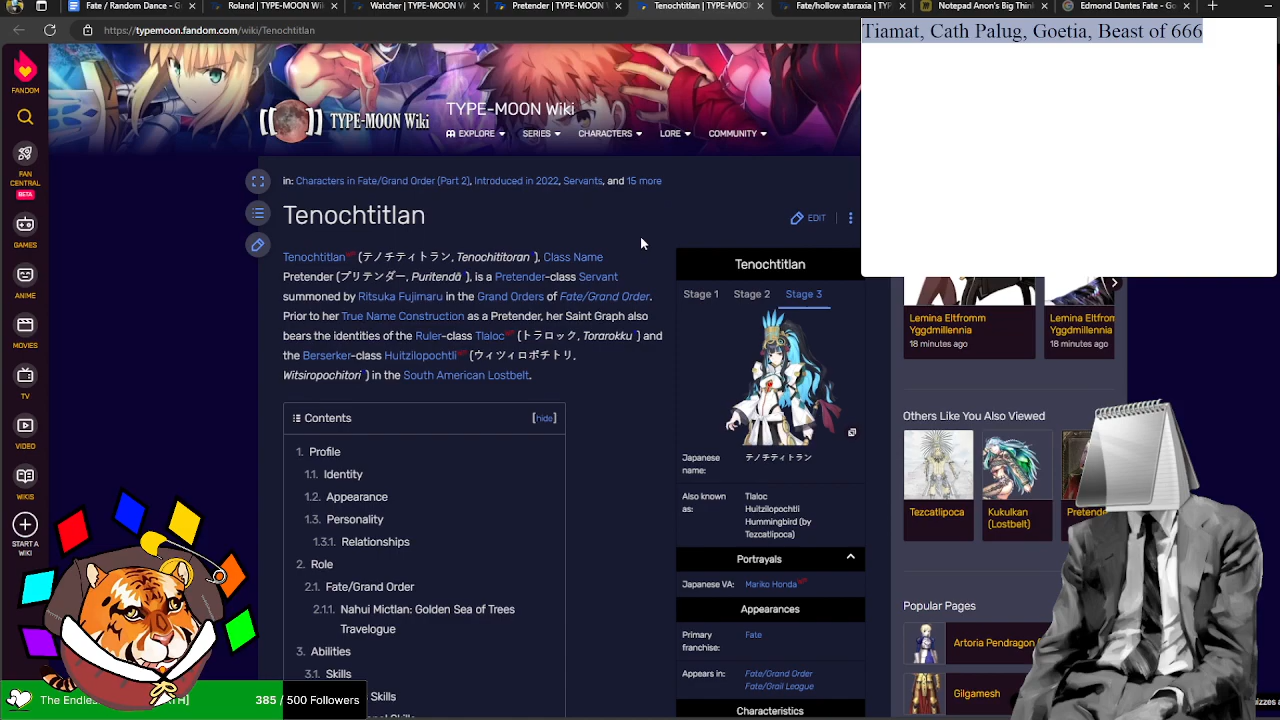 Fate / Random Dance - G
Roland | TYPE-MOON Wi
Watcher | TYPE-MOON W
Pretender | TYPE-MOON
Tenochtitlan | TYPE-MOON
Fate/hollow ataraxia - G
Notepad Anon's Big Think
Edmond Dantes Fate - Go
https://typemoon.fandom.com/wiki/Tenochtitlan
Tiamat, Cath Palug, Goetia, Beast of 666
FANDOM
FAN
CENTRAL
BETA
GAMES
ANIME
MOVIES
TV
VIDEO
WIKIS
START A
WIKI
TYPE-MOON WIKI
TYPE-MOON Wiki
EXPLORE
SERIES
CHARACTERS
LORE
COMMUNITY
in: Characters in Fate/Grand Order (Part 2), Introduced in 2022, Servants, and 15 more
Tenochtitlan
EDIT
Tenochtitlan (テノチティトラン, Tenochititoran), Class Name
Pretender (プリテンダー, Puritendā), is a Pretender-class Servant
summoned by Ritsuka Fujimaru in the Grand Orders of Fate/Grand Order.
Prior to her True Name Construction as a Pretender, her Saint Graph also
bears the identities of the Ruler-class Tlaloc (トラロック, Torarokku) and
the Berserker-class Huitzilopochtli (ウィツィロポチトリ,
Witsiropochitori) in the South American Lostbelt.
Contents [hide]
1. Profile
1.1. Identity
1.2. Appearance
1.3. Personality
1.3.1. Relationships
2. Role
2.1. Fate/Grand Order
2.1.1. Nahui Mictlan: Golden Sea of Trees
Travelogue
3. Abilities
3.1. Skills
Skills
Tenochtitlan
Stage 1
Stage 2
Stage 3
Japanese
name:
テノチティトラン
Also known
as:
Tlaloc
Huitzilopochtli
Hummingbird (by
Tezcatlipoca)
Portrayals
Japanese VA:
Mariko Honda
Appearances
Primary
franchise:
Fate
Appears in:
Fate/Grand Order
Fate/Grail League
Characteristics
Lemina Eltfromm
Yggdmillennia
18 minutes ago
Lemina Eltfrom
Yggdmillennia
18 minutes ago
Others Like You Also Viewed
Tezcatlipoca
Kukulkan
(Lostbelt)
Pretende
Popular Pages
Artoria Pendragon
Gilgamesh
The Endles
385 / 500 Followers